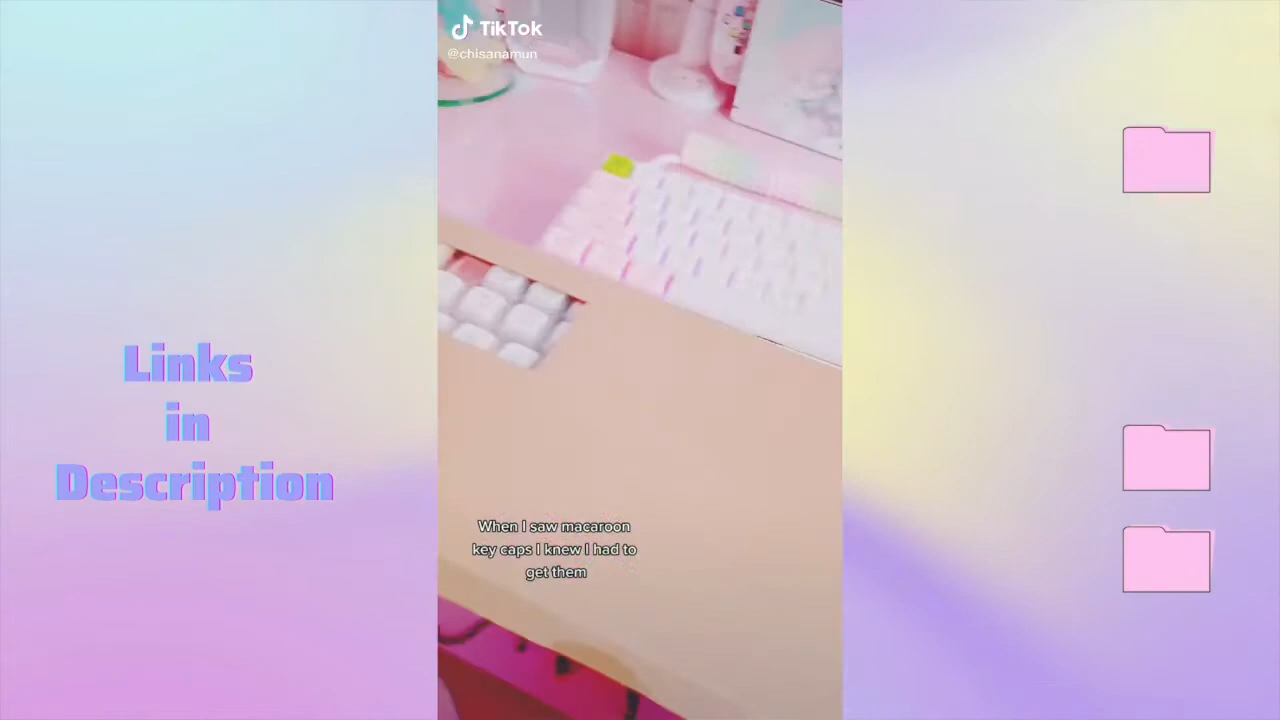 TikTok
@chisanamun
Links
in
Description
When I saw macaroon
key caps I knew I had to
get them